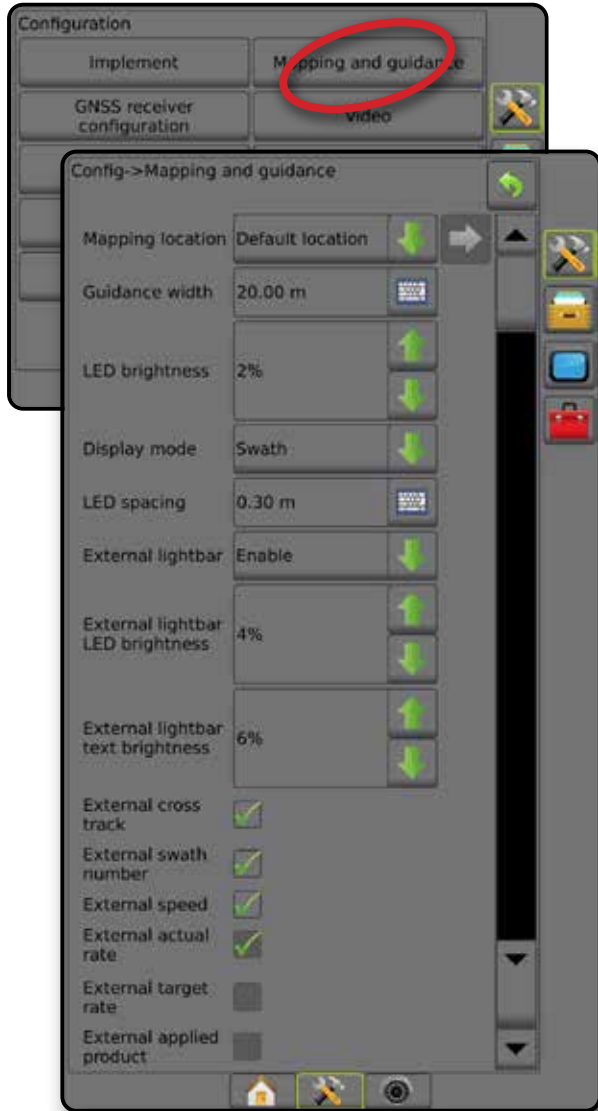 Configuration
Implement
Mapping and guidance
GNSS receiver
configuration
Video
Config->Mapping and guidance
Mapping location Default location
Guidance width 20.00 m
LED brightness 2%
Display mode Swath
LED spacing 0.30 m
External lightbar Enable
External lightbar
LED brightness
4%
External lightbar
text brightness
6%
External cross
track
External swath
number
External speed
External actual
rate
External target
rate
External applied
product